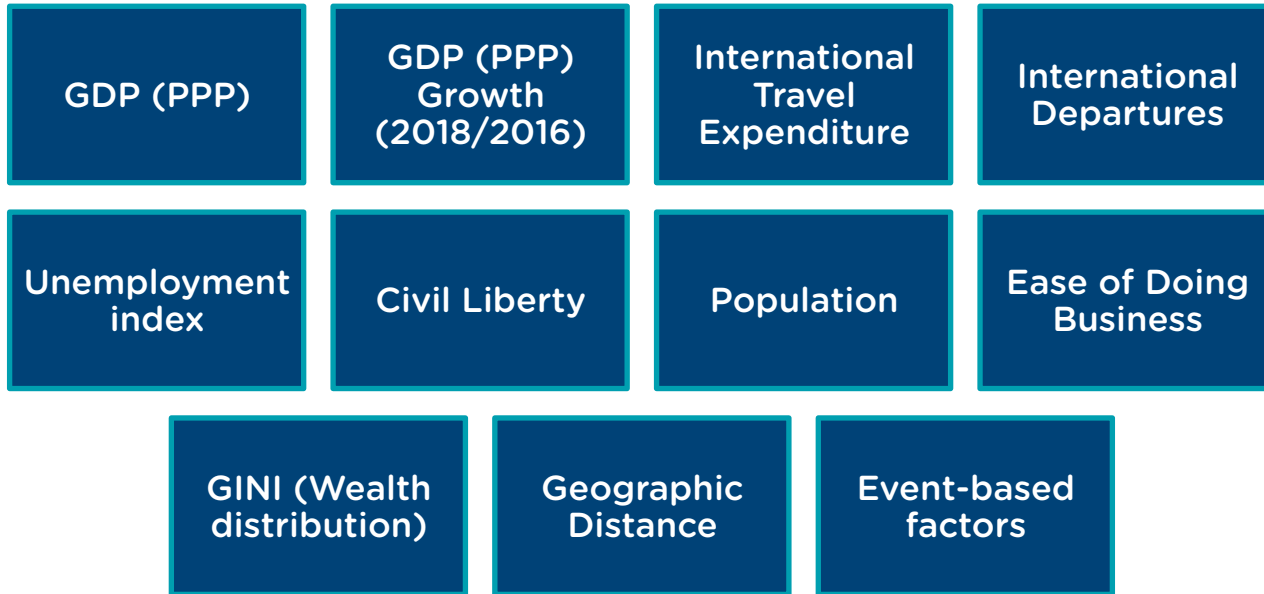 GDP (PPP)
GDP (PPP)
Growth
(2018/2016)
International
Travel
Expenditure
International
Departures
Unemployment
index
Civil Liberty
Population
Ease of Doing
Business
GINI (Wealth
distribution)
Geographic
Distance
Event-based
factors